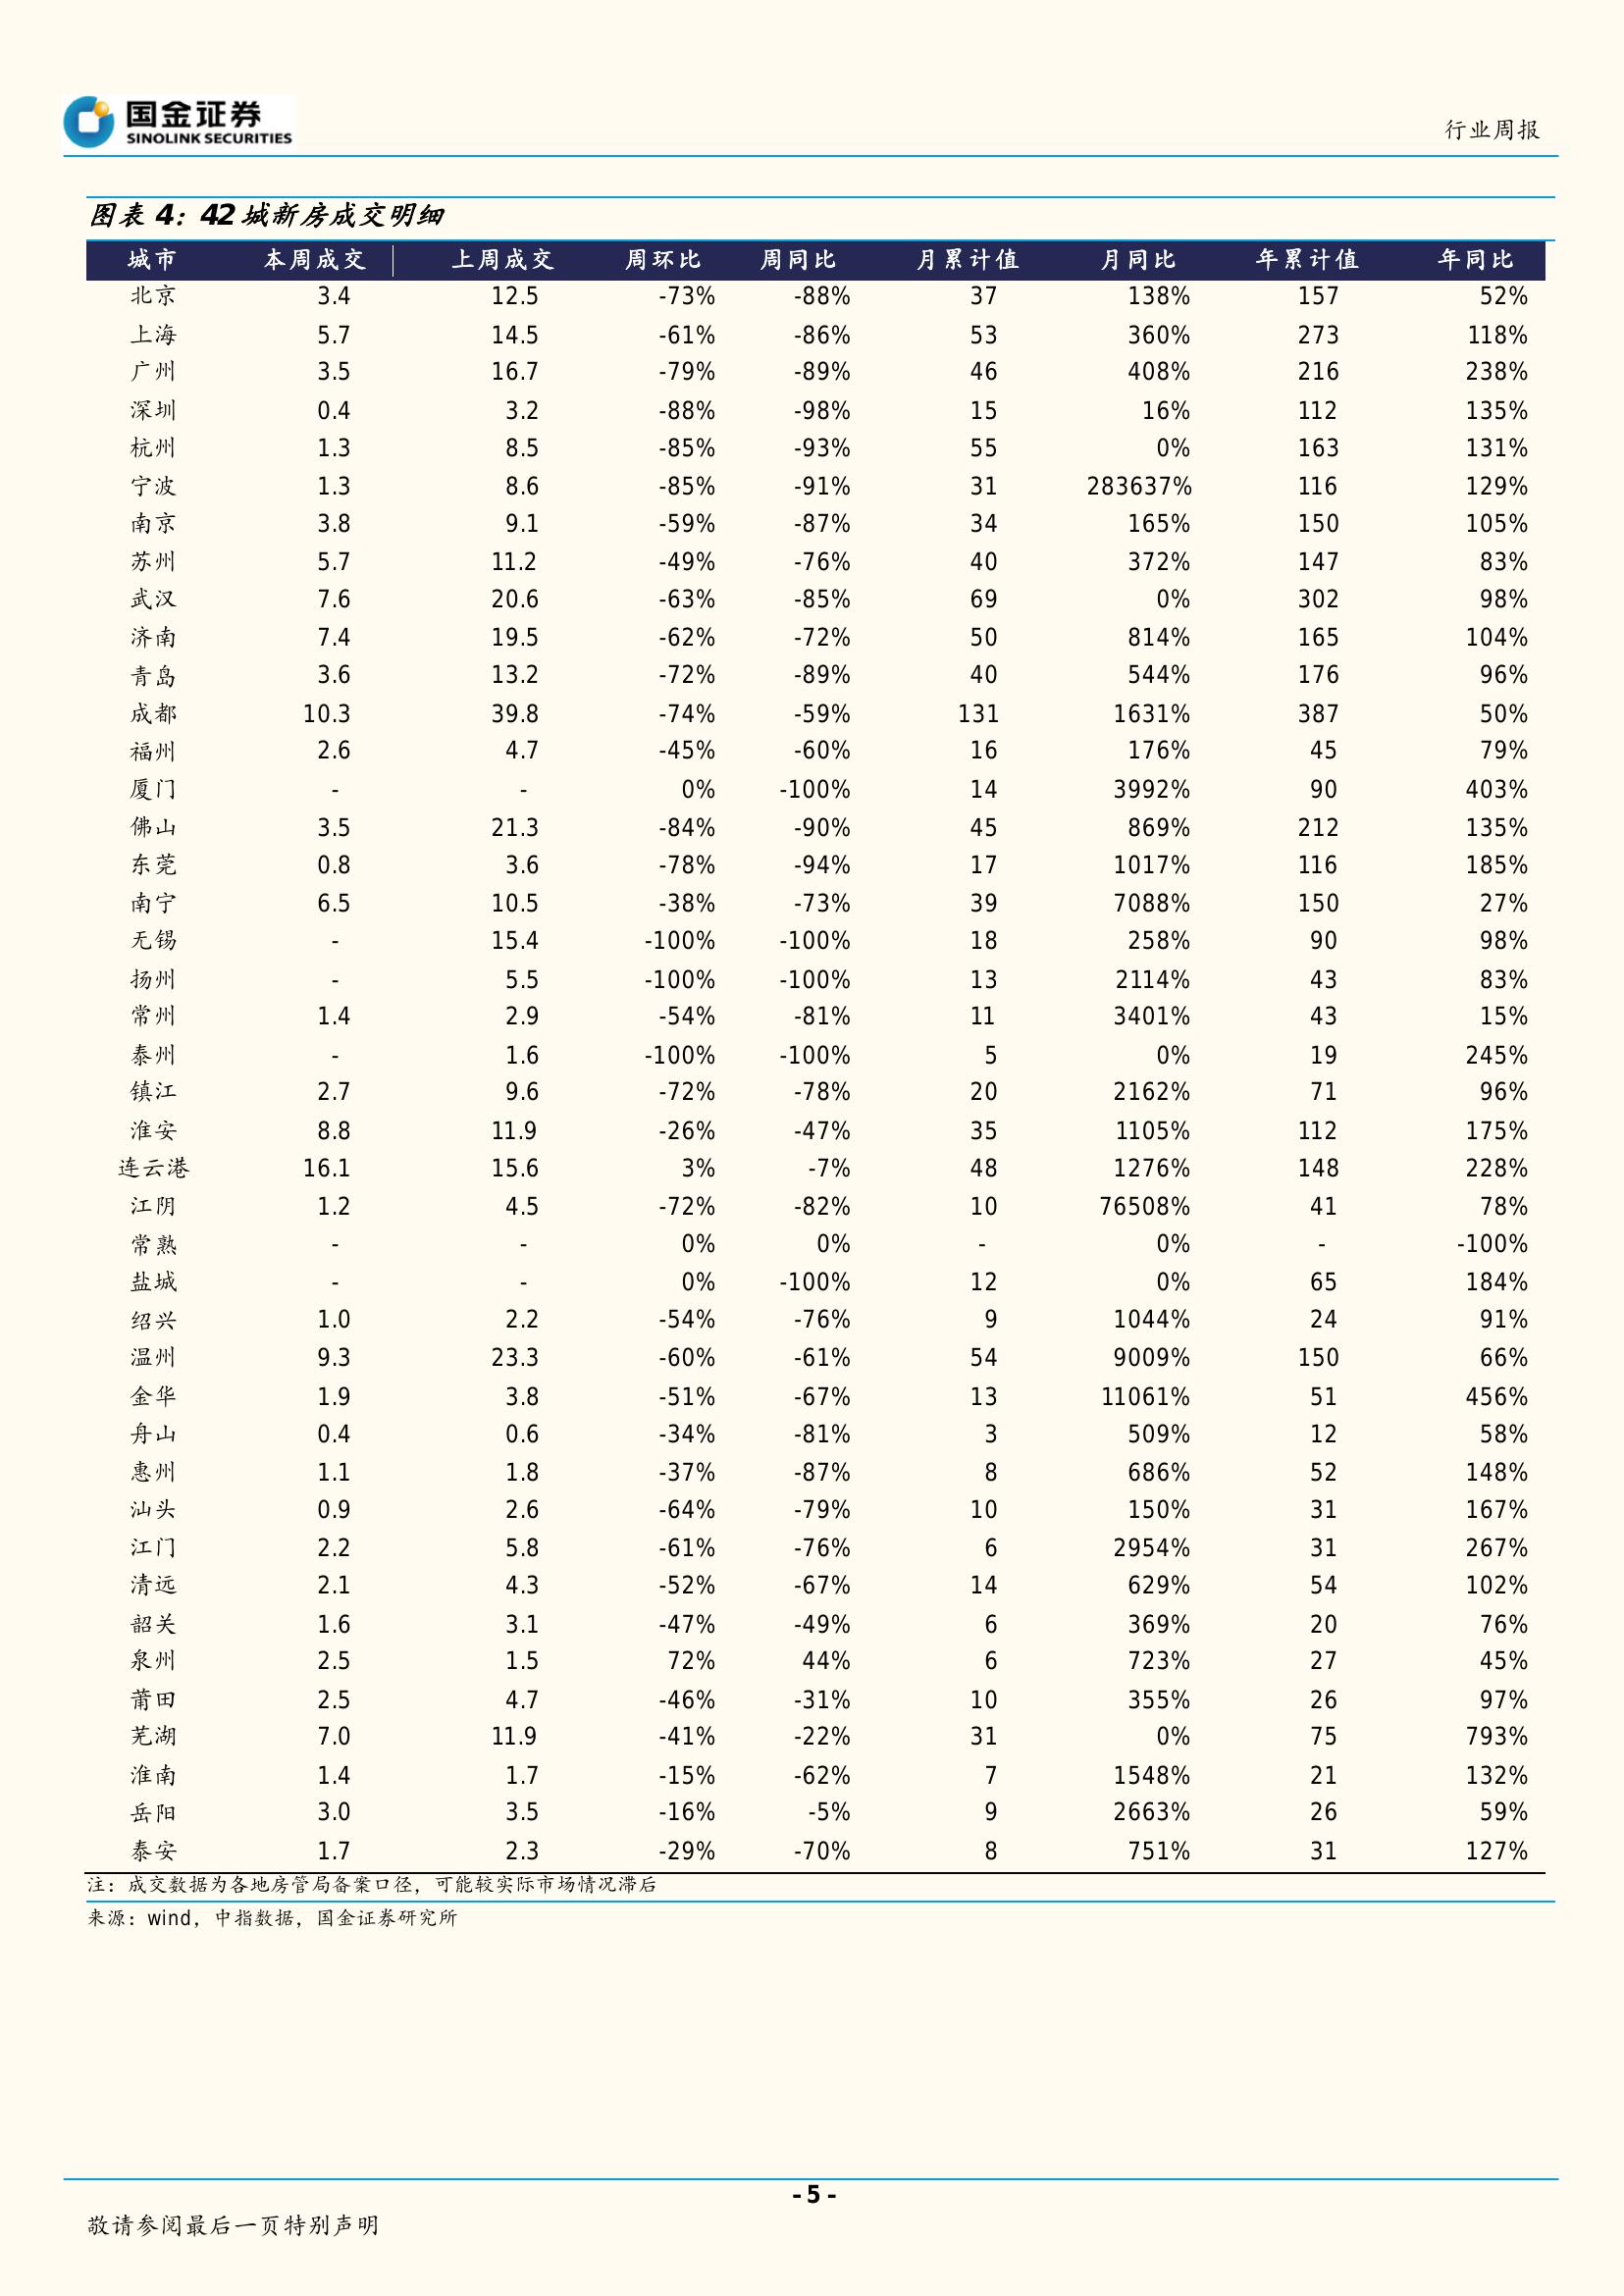 国金证券
SINOLINK SECURITIES
行业周报
图表 4：42 城新房成交明细
城市 本周成交 上周成交 周环比 周同比 月累计值 月同比 年累计值 年同比
北京 3.4 12.5 -73% -88% 37 138% 157 52%
上海 5.7 14.5 -61% -86% 53 360% 273 118%
广州 3.5 16.7 -79% -89% 46 408% 216 238%
深圳 0.4 3.2 -88% -98% 15 16% 112 135%
杭州 1.3 8.5 -85% -93% 55 0% 163 131%
宁波 1.3 8.6 -85% -91% 31 283637% 116 129%
南京 3.8 9.1 -59% -87% 34 165% 150 105%
苏州 5.7 11.2 -49% -76% 40 372% 147 83%
武汉 7.6 20.6 -63% -85% 69 0% 302 98%
济南 7.4 19.5 -62% -72% 50 814% 165 104%
青岛 3.6 13.2 -72% -89% 40 544% 176 96%
成都 10.3 39.8 -74% -59% 131 1631% 387 50%
福州 2.6 4.7 -45% -60% 16 176% 45 79%
厦门 - - 0% -100% 14 3992% 90 403%
佛山 3.5 21.3 -84% -90% 45 869% 212 135%
东莞 0.8 3.6 -78% -94% 17 1017% 116 185%
南宁 6.5 10.5 -38% -73% 39 7088% 150 27%
无锡 - 15.4 -100% -100% 18 258% 90 98%
扬州 - 5.5 -100% -100% 13 2114% 43 83%
常州 1.4 2.9 -54% -81% 11 3401% 43 15%
泰州 - 1.6 -100% -100% 5 0% 19 245%
镇江 2.7 9.6 -72% -78% 20 2162% 71 96%
淮安 8.8 11.9 -26% -47% 35 1105% 112 175%
连云港 16.1 15.6 3% -7% 48 1276% 148 228%
江阴 1.2 4.5 -72% -82% 10 76508% 41 78%
常熟 - - 0% 0% - 0% - -100%
盐城 - - 0% -100% 12 0% 65 184%
绍兴 1.0 2.2 -54% -76% 9 1044% 24 91%
温州 9.3 23.3 -60% -61% 54 9009% 150 66%
金华 1.9 3.8 -51% -67% 13 11061% 51 456%
舟山 0.4 0.6 -34% -81% 3 509% 12 58%
惠州 1.1 1.8 -37% -87% 8 686% 52 148%
汕头 0.9 2.6 -64% -79% 10 150% 31 167%
江门 2.2 5.8 -61% -76% 6 2954% 31 267%
清远 2.1 4.3 -52% -67% 14 629% 54 102%
韶关 1.6 3.1 -47% -49% 6 369% 20 76%
泉州 2.5 1.5 72% 44% 6 723% 27 45%
莆田 2.5 4.7 -46% -31% 10 355% 26 97%
芜湖 7.0 11.9 -41% -22% 31 0% 75 793%
淮南 1.4 1.7 -15% -62% 7 1548% 21 132%
岳阳 3.0 3.5 -16% -5% 9 2663% 26 59%
泰安 1.7 2.3 -29% -70% 8 751% 31 127%
注：成交数据为各地房管局备案口径，可能较实际市场情况滞后
来源：wind，中指数据，国金证券研究所
- 5 -
敬请参阅最后一页特别声明